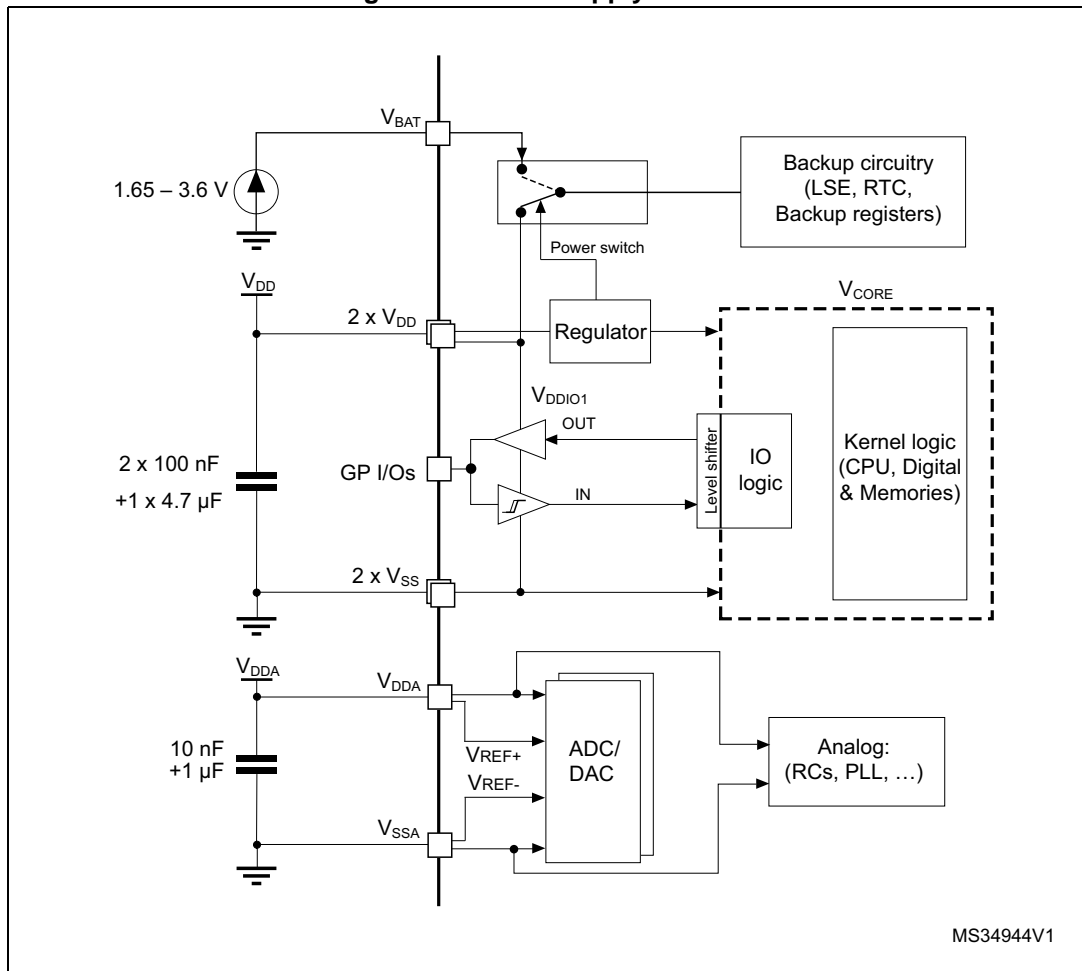 VBAT
1.65 – 3.6 V
Backup circuitry
(LSE, RTC,
Backup registers)
Power switch
VDD
2 x VDD
Regulator
VCORE
VDDIO1
OUT
GP I/Os
IN
Level shifter
IO
logic
Kernel logic
(CPU, Digital
& Memories)
2 x 100 nF
+1 x 4.7 µF
2 x VSS
VDDA
VDDA
10 nF
+1 µF
VREF+
VREF-
ADC/
DAC
Analog:
(RCs, PLL, …)
VSSA
MS34944V1